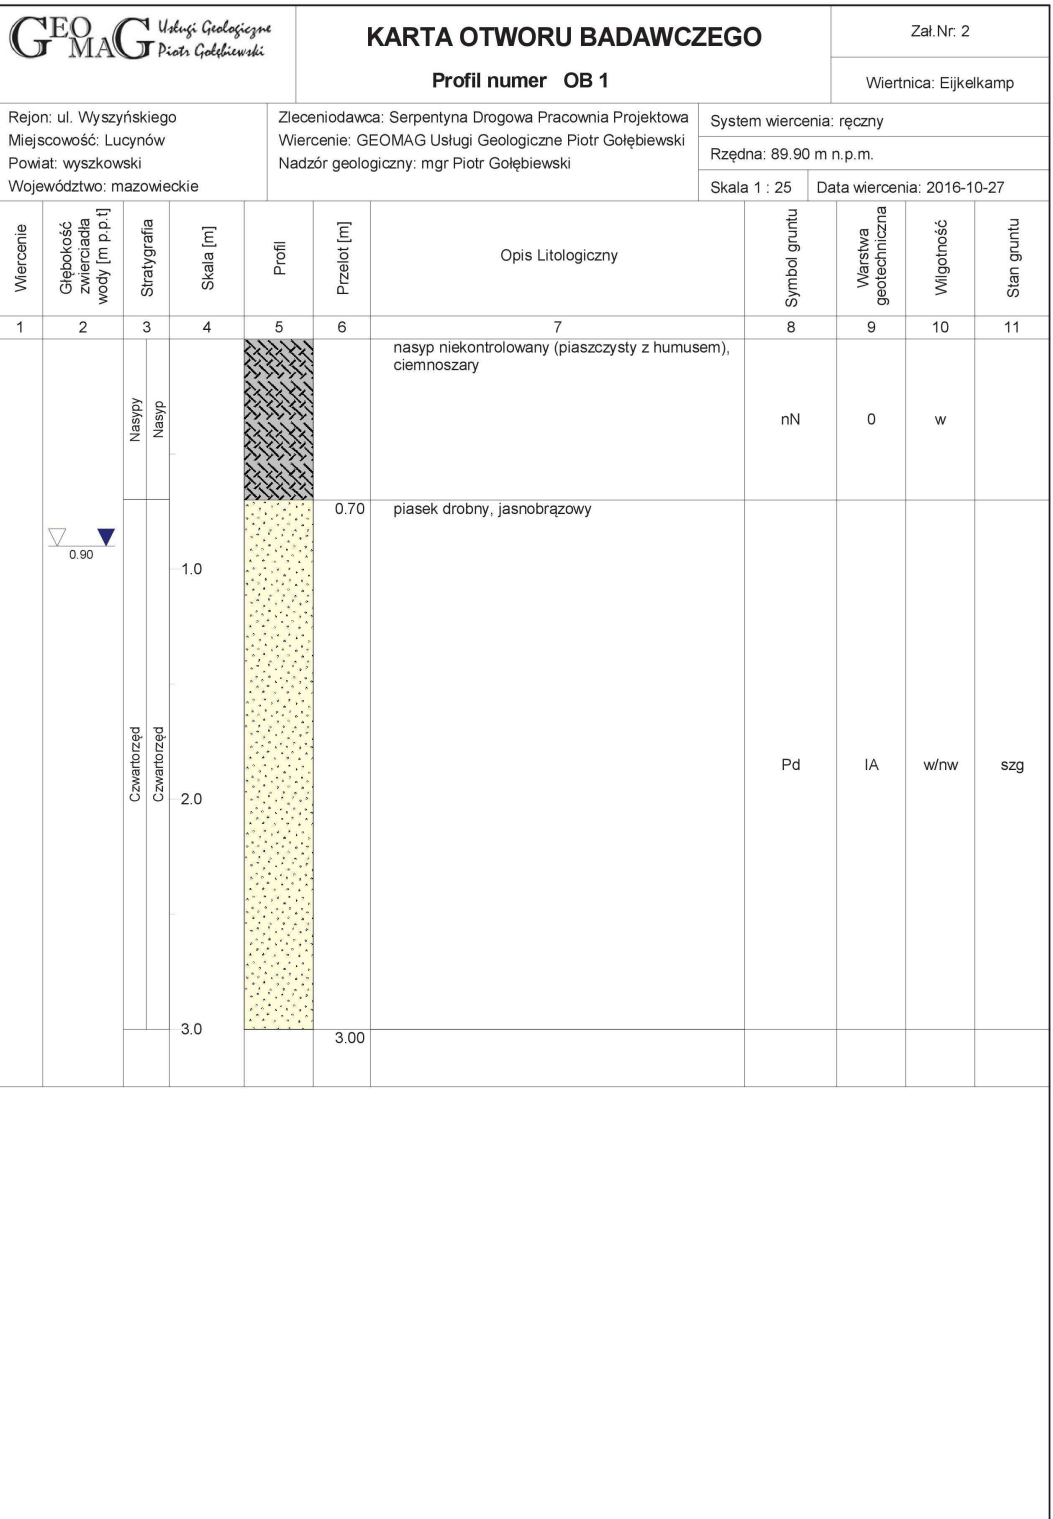 GEOMAG Usługi Geologiczne
Piotr Gołębiewski
KARTA OTWORU BADAWCZEGO
Profil numer OB 1
Zał.Nr: 2
Wiertnica: Eijkelkamp
Rejon: ul. Wyszyńskiego
Miejscowość: Lucynów
Powiat: wyszkowski
Województwo: mazowieckie
Zleceniodawca: Serpentyna Drogowa Pracownia Projektowa
Wiercenie: GEOMAG Usługi Geologiczne Piotr Gołębiewski
Nadzór geologiczny: mgr Piotr Gołębiewski
System wiercenia: ręczny
Rzędna: 89.90 m n.p.m.
Skala 1 : 25
Data wiercenia: 2016-10-27
Wiercenie
Głębokość
zwierciadła
wody [m p.p.t]
Stratygrafia
Skala [m]
Profil
Przelot [m]
Opis Litologiczny
Symbol gruntu
Warstwa
geotechniczna
Wilgotność
Stan gruntu
1 2 3 4 5 6 7 8 9 10 11
nasyp niekontrolowany (piaszczysty z humusem),
ciemnoszary
Nasypy
Nasyp
nN 0 w
0.70 piasek drobny, jasnobrązowy
0.90
1.0
Czwartorzęd
Czwartorzęd
Pd IA w/nw szg
2.0
3.0
3.00